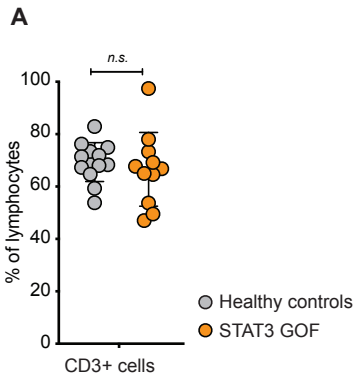 A
n.s.
100
80
60
40
20
0
% of lymphocytes
CD3+ cells
Healthy controls
STAT3 GOF